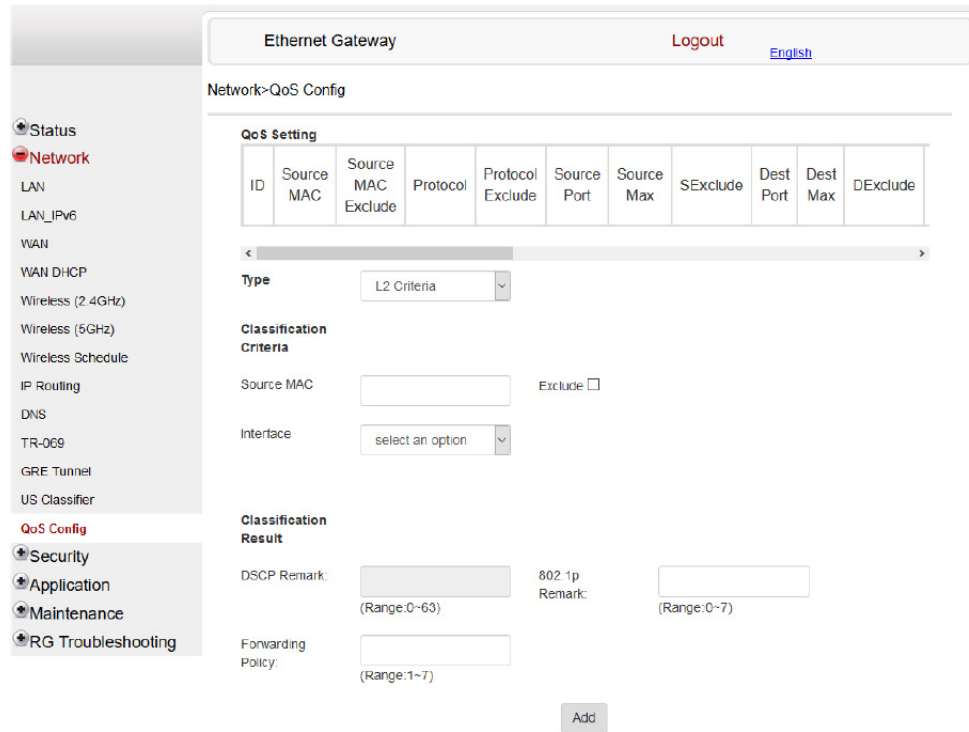 Ethernet Gateway
Logout
English
Network>QoS Config
Status
Network
LAN
LAN_IPv6
WAN
WAN DHCP
Wireless (2.4GHz)
Wireless (5GHz)
Wireless Schedule
IP Routing
DNS
TR-069
GRE Tunnel
US Classifier
QoS Config
Security
Application
Maintenance
RG Troubleshooting
QoS Setting
ID
Source
MAC
Source
MAC
Exclude
Protocol
Protocol
Exclude
Source
Port
Source
Max
SExclude
Dest
Port
Dest
Max
DExclude
Type
L2 Criteria
Classification
Criteria
Source MAC
Exclude
Interface
select an option
Classification
Result
DSCP Remark:
(Range:0~63)
802.1p
Remark:
(Range:0~7)
Forwarding
Policy:
(Range:1~7)
Add